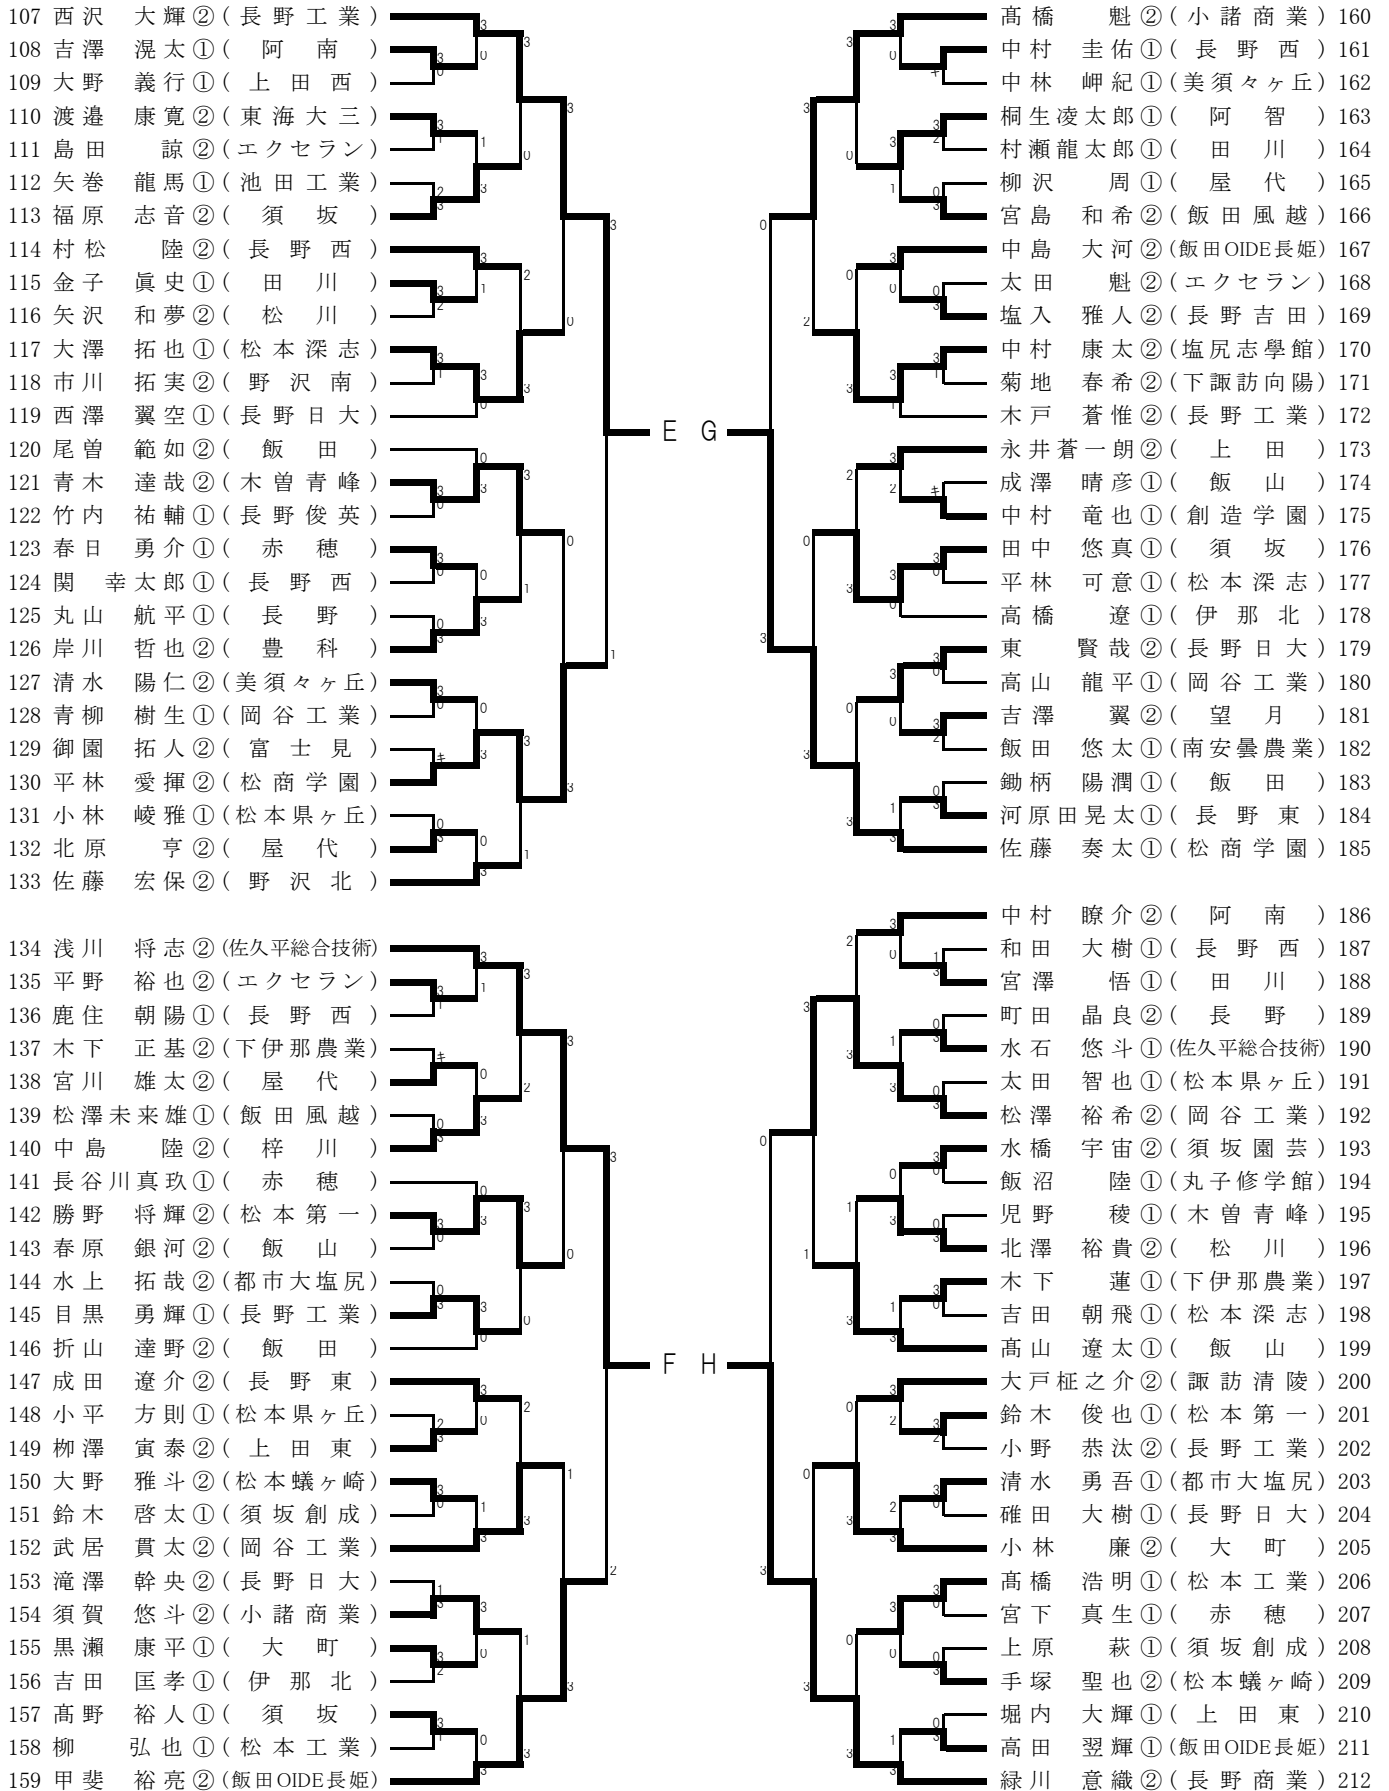 107 西沢 大輝②(長野工業)
108 吉澤 滉太①(阿南)
109 大野 義行①(上田西)
110 渡邉 康寛②(東海大三)
111 島田 諒②(エクセラン)
112 矢巻 龍馬①(池田工業)
113 福原 志音②(須坂)
114 村松 陸②(長野西)
115 金子 眞史①(田川)
116 矢沢 和夢②(松川)
117 大澤 拓也①(松本深志)
118 市川 拓実②(野沢南)
119 西澤 翼空①(長野日大)
120 尾曽 範如②(飯田)
121 青木 達哉②(木曽青峰)
122 竹内 祐輔①(長野俊英)
123 春日 勇介①(赤穂)
124 関 幸太郎①(長野西)
125 丸山 航平①(長野)
126 岸川 哲也②(豊科)
127 清水 陽仁②(美須々ヶ丘)
128 青柳 樹生①(岡谷工業)
129 御園 拓人②(富士見)
130 平林 愛揮②(松商学園)
131 小林 崚雅①(松本県ヶ丘)
132 北原 亨②(屋代)
133 佐藤 宏保②(野沢北)
134 浅川 将志②(佐久平総合技術)
135 平野 裕也②(エクセラン)
136 鹿住 朝陽①(長野西)
137 木下 正基②(下伊那農業)
138 宮川 雄太②(屋代)
139 松澤未来雄①(飯田風越)
140 中島 陸②(梓川)
141 長谷川真玖①(赤穂)
142 勝野 将輝②(松本第一)
143 春原 銀河②(飯山)
144 水上 拓哉②(都市大塩尻)
145 目黒 勇輝①(長野工業)
146 折山 達野②(飯田)
147 成田 遼介②(長野東)
148 小平 方則①(松本県ヶ丘)
149 栁澤 寅泰②(上田東)
150 大野 雅斗②(松本蟻ヶ崎)
151 鈴木 啓太①(須坂創成)
152 武居 貫太②(岡谷工業)
153 滝澤 幹央②(長野日大)
154 須賀 悠斗②(小諸商業)
155 黒瀬 康平①(大町)
156 吉田 匡孝①(伊那北)
157 髙野 裕人①(須坂)
158 柳 弘也①(松本工業)
159 甲斐 裕亮②(飯田OIDE長姫)
E G
F H
髙橋 魁②(小諸商業) 160
中村 圭佑①(長野西) 161
中林 岬紀①(美須々ヶ丘) 162
桐生凌太郎①(阿智) 163
村瀬龍太郎①(田川) 164
柳沢 周①(屋代) 165
宮島 和希②(飯田風越) 166
中島 大河②(飯田OIDE長姫) 167
太田 魁②(エクセラン) 168
塩入 雅人②(長野吉田) 169
中村 康太②(塩尻志學館) 170
菊地 春希②(下諏訪向陽) 171
木戸 蒼惟②(長野工業) 172
永井蒼一朗②(上田) 173
成澤 晴彦①(飯山) 174
中村 竜也①(創造学園) 175
田中 悠真①(須坂) 176
平林 可意①(松本深志) 177
高橋 遼①(伊那北) 178
東 賢哉②(長野日大) 179
高山 龍平①(岡谷工業) 180
吉澤 翼②(望月) 181
飯田 悠太①(南安曇農業) 182
鋤柄 陽潤①(飯田) 183
河原田晃太①(長野東) 184
佐藤 奏太①(松商学園) 185
中村 瞭介②(阿南) 186
和田 大樹①(長野西) 187
宮澤 悟①(田川) 188
町田 晶良②(長野) 189
水石 悠斗①(佐久平総合技術) 190
太田 智也①(松本県ヶ丘) 191
松澤 裕希②(岡谷工業) 192
水橋 宇宙②(須坂園芸) 193
飯沼 陸①(丸子修学館) 194
児野 稜①(木曽青峰) 195
北澤 裕貴②(松川) 196
木下 蓮①(下伊那農業) 197
吉田 朝飛①(松本深志) 198
髙山 遼太①(飯山) 199
大戸柾之介②(諏訪清陵) 200
鈴木 俊也①(松本第一) 201
小野 恭汰②(長野工業) 202
清水 勇吾①(都市大塩尻) 203
碓田 大樹①(長野日大) 204
小林 廉②(大町) 205
髙橋 浩明①(松本工業) 206
宮下 真生①(赤穂) 207
上原 萩①(須坂創成) 208
手塚 聖也②(松本蟻ヶ崎) 209
堀内 大輝①(上田東) 210
高田 翌輝①(飯田OIDE長姫) 211
緑川 意織②(長野商業) 212